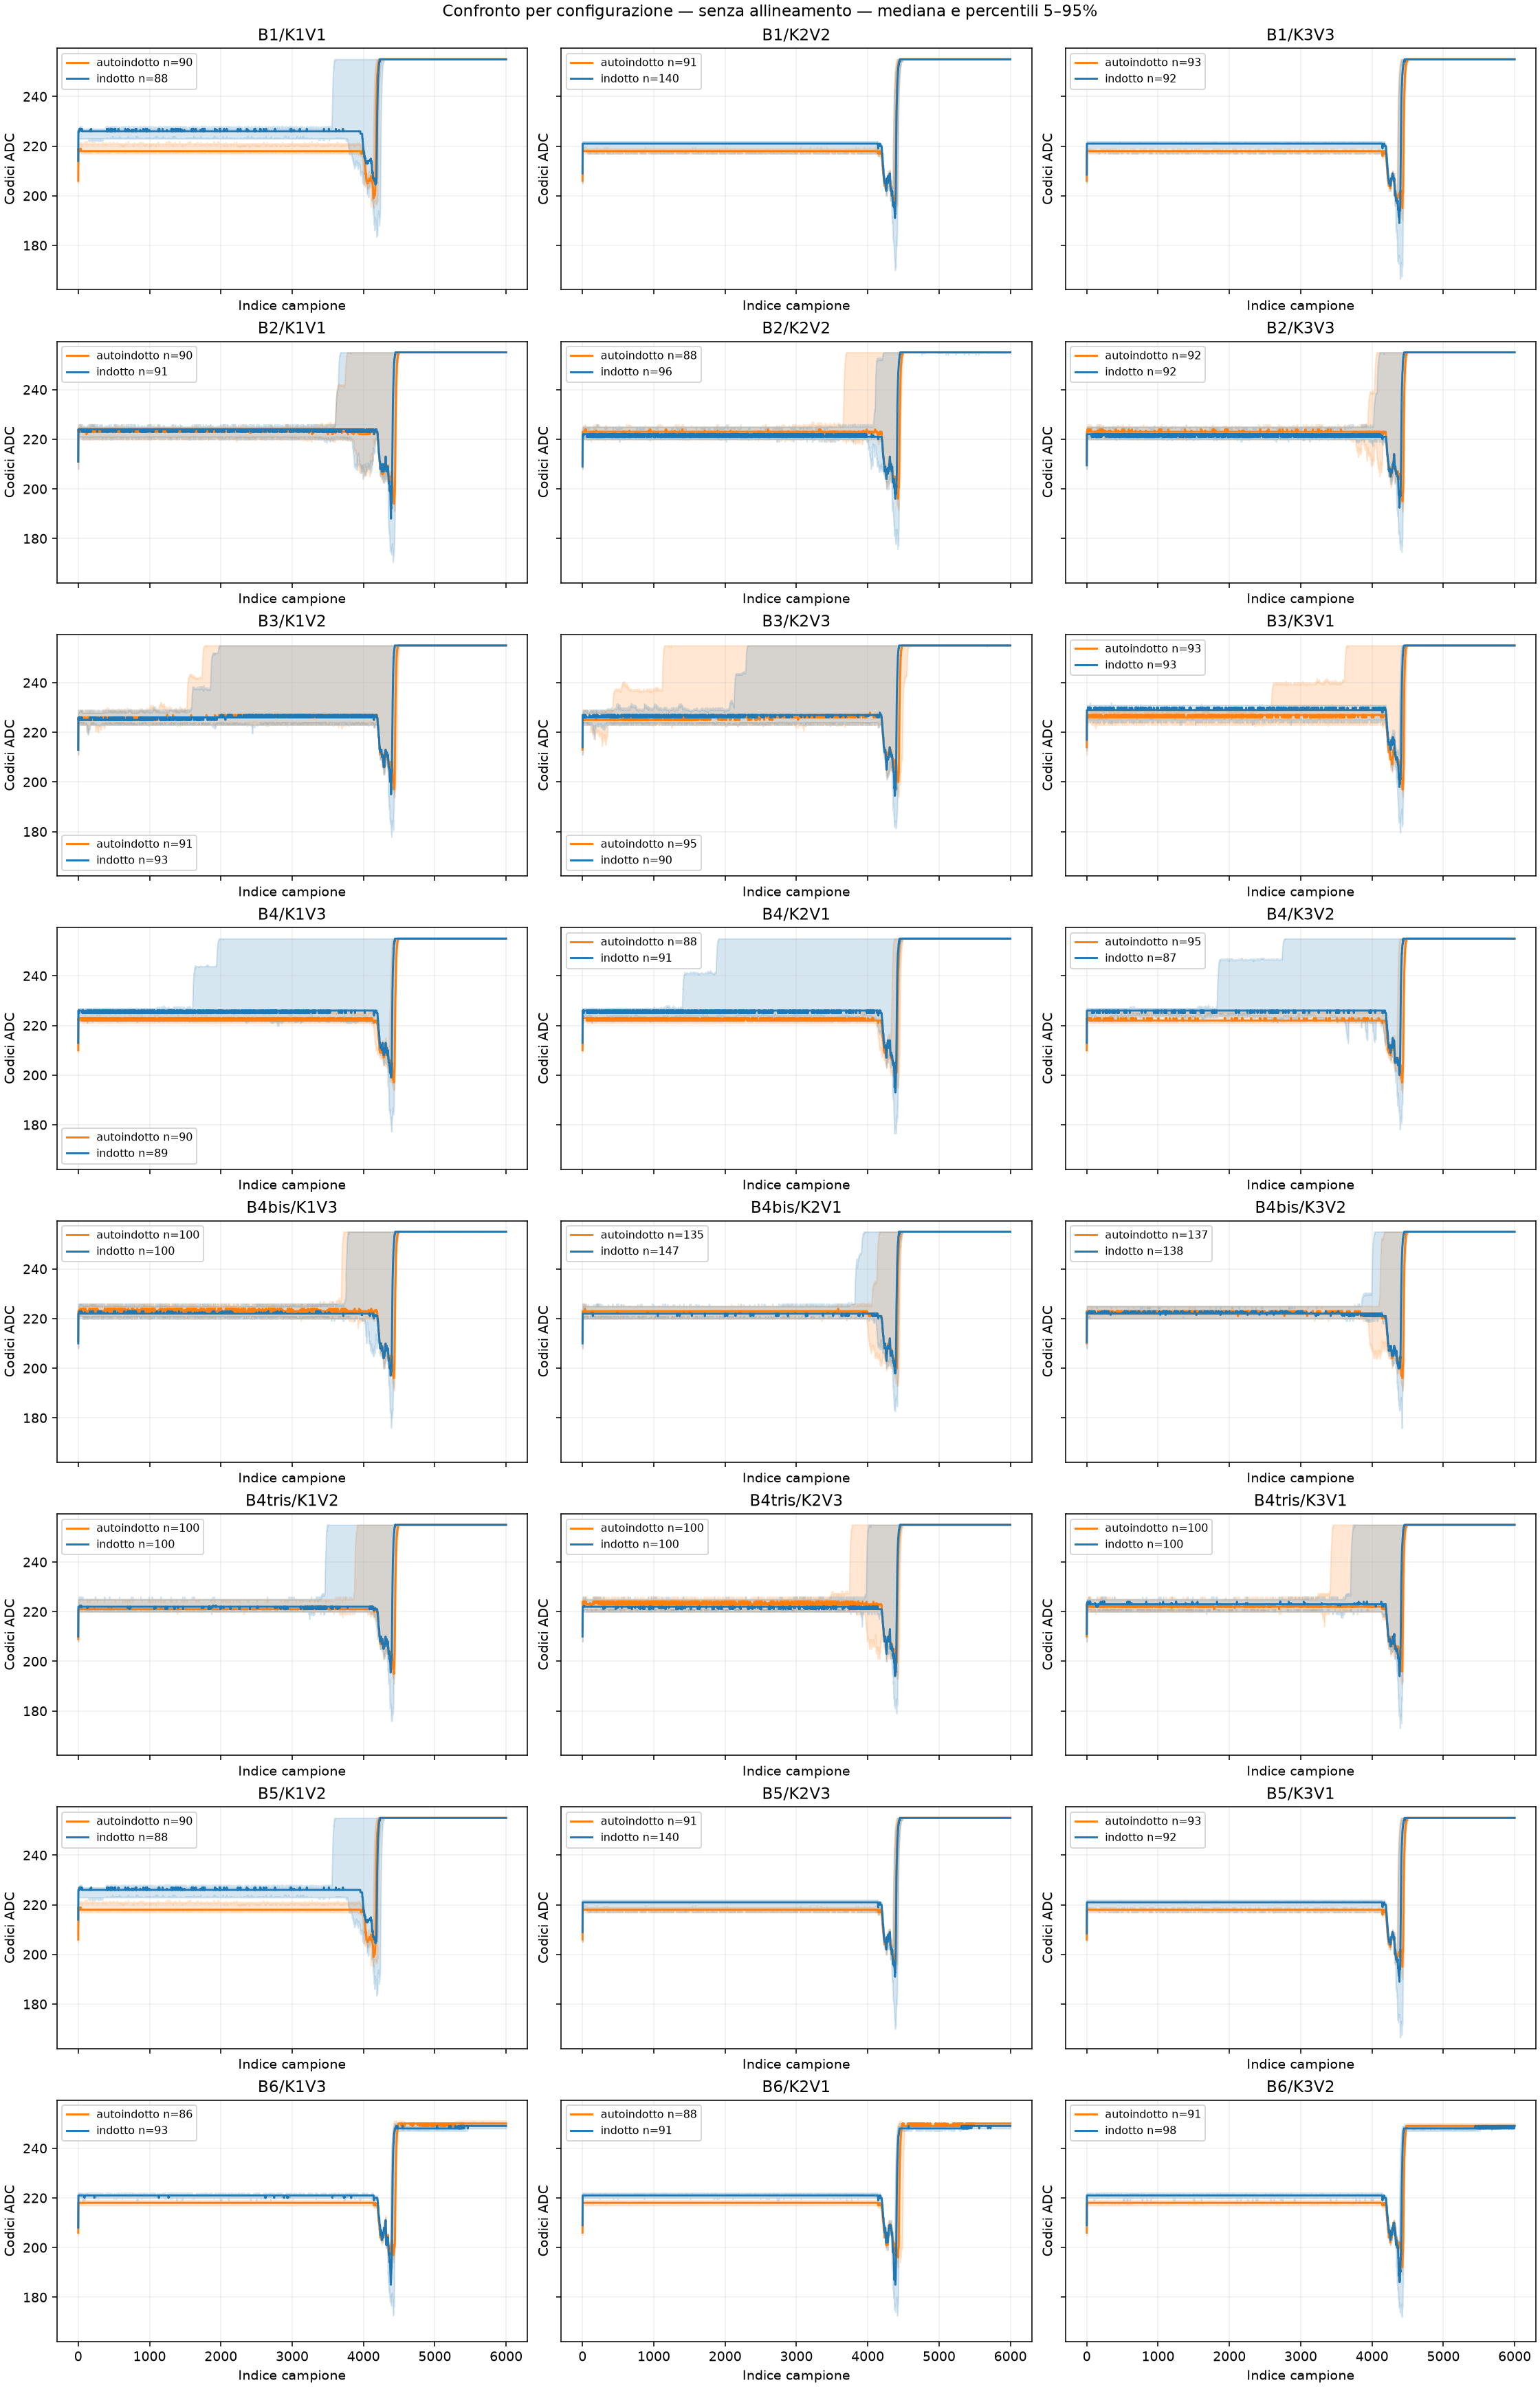 Confronto per configurazione — senza allineamento — mediana e percentili 5–95%
B1/K1V1
B1/K2V2
B1/K3V3
autoindotto n=90
indotto n=88
autoindotto n=91
indotto n=140
autoindotto n=93
indotto n=92
240
220
200
180
Codici ADC
Codici ADC
Codici ADC
Indice campione
Indice campione
Indice campione
B2/K1V1
B2/K2V2
B2/K3V3
autoindotto n=90
indotto n=91
autoindotto n=88
indotto n=96
autoindotto n=92
indotto n=92
240
220
200
180
Codici ADC
Codici ADC
Codici ADC
Indice campione
Indice campione
Indice campione
B3/K1V2
B3/K2V3
B3/K3V1
autoindotto n=93
indotto n=93
240
220
200
180
Codici ADC
Codici ADC
Codici ADC
autoindotto n=91
indotto n=93
autoindotto n=95
indotto n=90
Indice campione
Indice campione
Indice campione
B4/K1V3
B4/K2V1
B4/K3V2
autoindotto n=88
indotto n=91
autoindotto n=95
indotto n=87
240
220
200
180
Codici ADC
Codici ADC
Codici ADC
autoindotto n=90
indotto n=89
Indice campione
Indice campione
Indice campione
B4bis/K1V3
B4bis/K2V1
B4bis/K3V2
autoindotto n=100
indotto n=100
autoindotto n=135
indotto n=147
autoindotto n=137
indotto n=138
240
220
200
180
Codici ADC
Codici ADC
Codici ADC
Indice campione
Indice campione
Indice campione
B4tris/K1V2
B4tris/K2V3
B4tris/K3V1
autoindotto n=100
indotto n=100
autoindotto n=100
indotto n=100
autoindotto n=100
indotto n=100
240
220
200
180
Codici ADC
Codici ADC
Codici ADC
Indice campione
Indice campione
Indice campione
B5/K1V2
B5/K2V3
B5/K3V1
autoindotto n=90
indotto n=88
autoindotto n=91
indotto n=140
autoindotto n=93
indotto n=92
240
220
200
180
Codici ADC
Codici ADC
Codici ADC
Indice campione
Indice campione
Indice campione
B6/K1V3
B6/K2V1
B6/K3V2
autoindotto n=86
indotto n=93
autoindotto n=88
indotto n=91
autoindotto n=91
indotto n=98
240
220
200
180
Codici ADC
Codici ADC
Codici ADC
0 1000 2000 3000 4000 5000 6000
0 1000 2000 3000 4000 5000 6000
0 1000 2000 3000 4000 5000 6000
Indice campione
Indice campione
Indice campione